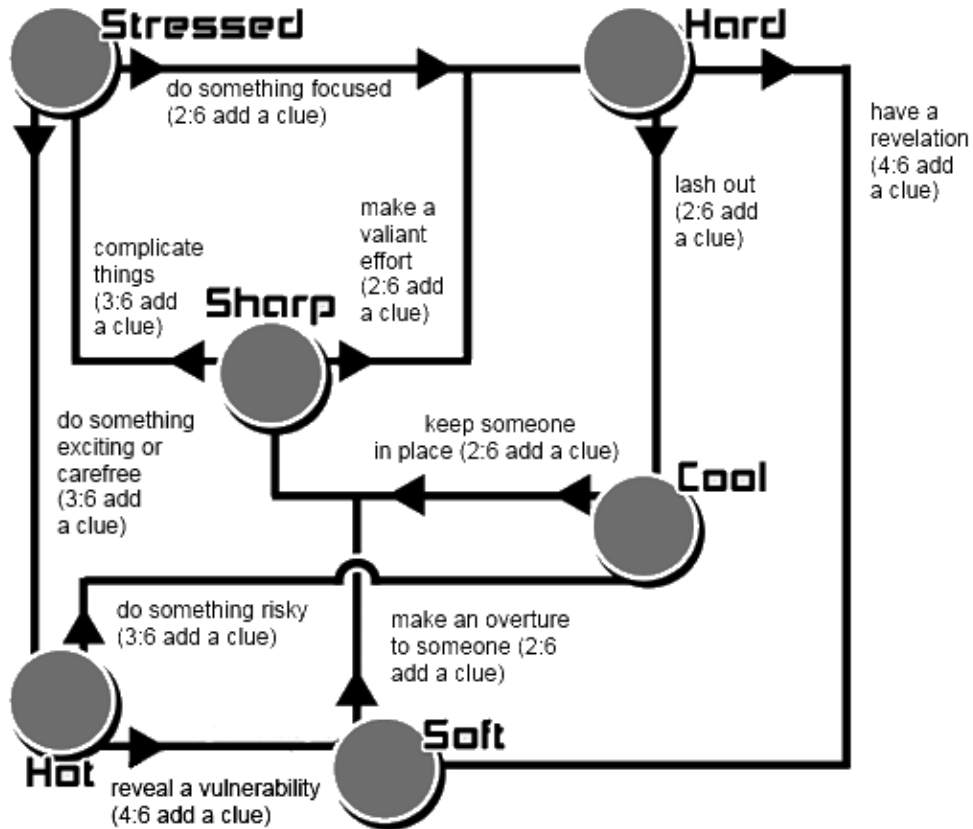 Stressed
Hard
do something focused
(2:6 add a clue)
have a
revelation
(4:6 add
a clue)
lash out
(2:6 add
a clue)
make a
valiant
effort
(2:6 add
a clue)
complicate
things
(3:6 add
a clue)
Sharp
do something
exciting or
carefree
(3:6 add
a clue)
keep someone
in place (2:6 add a clue)
Cool
do something risky
(3:6 add a clue)
make an overture
to someone (2:6
add a clue)
Soft
Hot
reveal a vulnerability
(4:6 add a clue)